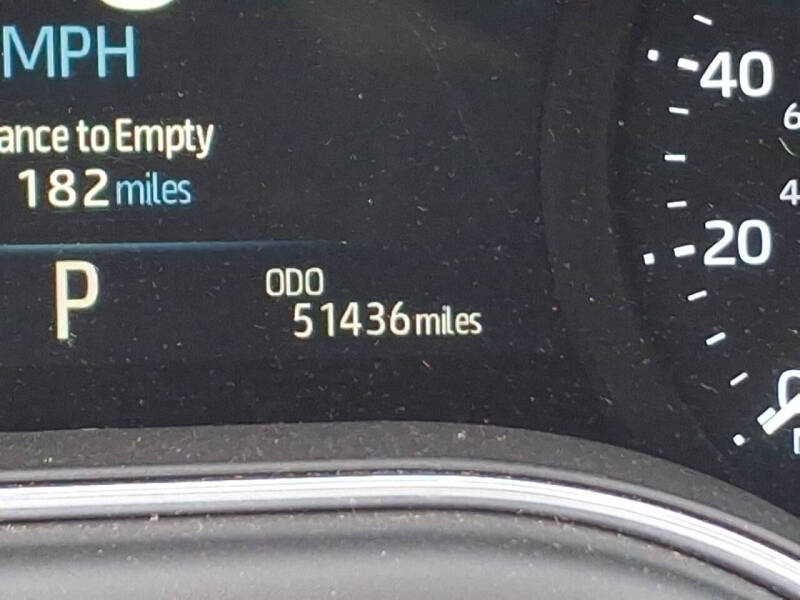 MPH
ance to Empty
182 miles
P
ODO
51436 miles
40
20